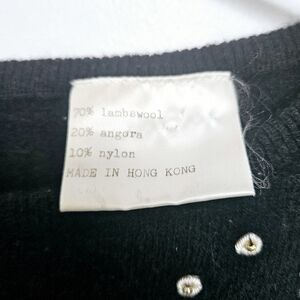 70% lambswool
20% angora
10% nylon
MADE IN HONG KONG